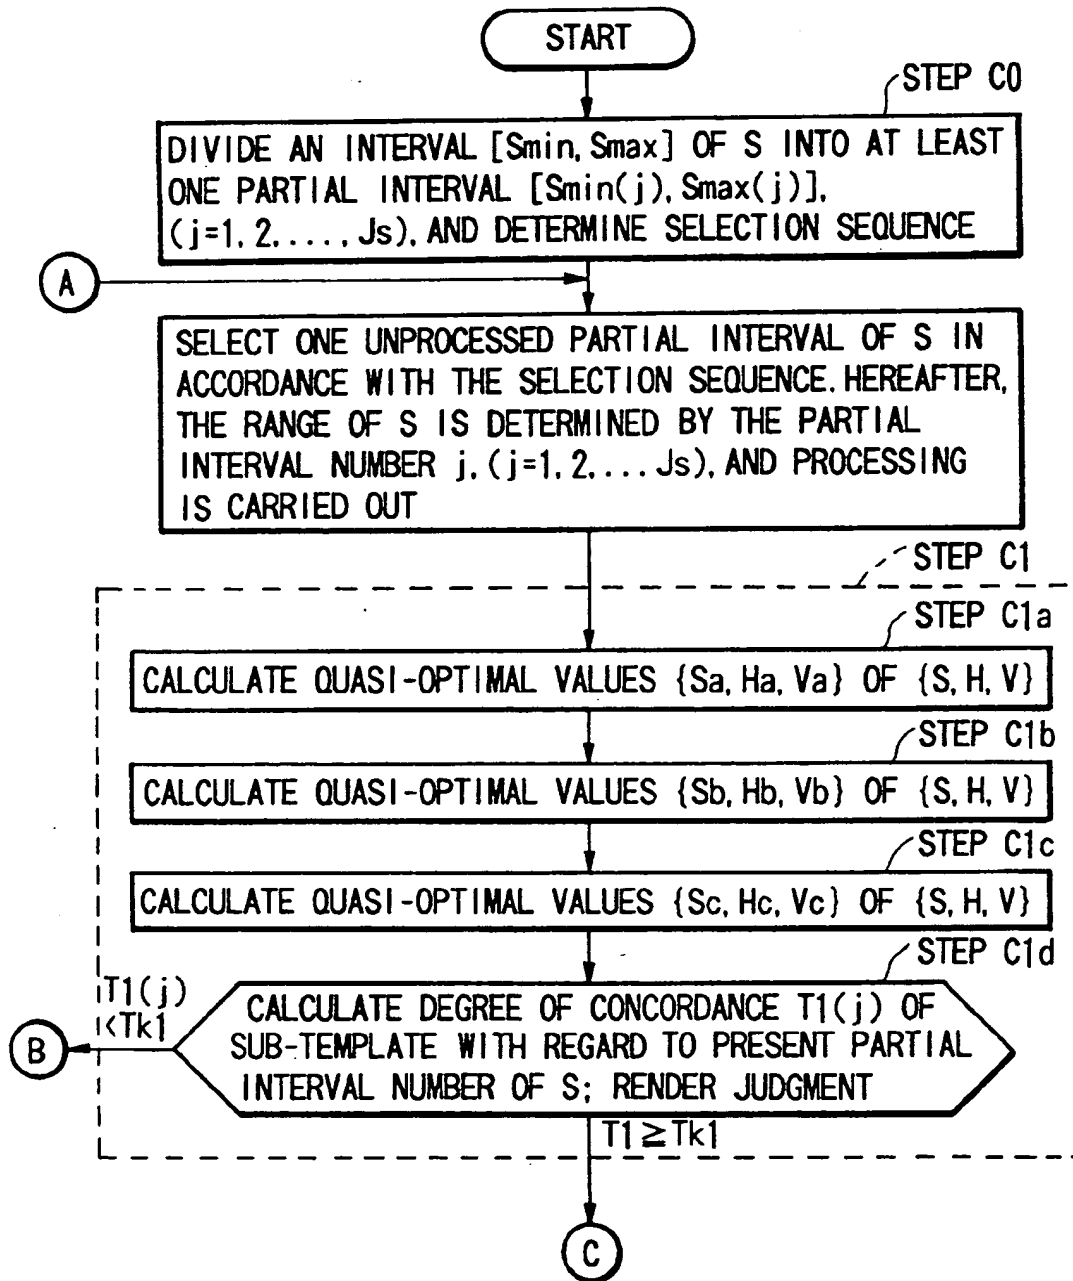 START
STEP C0
DIVIDE AN INTERVAL [Smin, Smax] OF S INTO AT LEAST
ONE PARTIAL INTERVAL [Smin(j), Smax(j)],
(j=1, 2, . . . . , Js), AND DETERMINE SELECTION SEQUENCE
A
SELECT ONE UNPROCESSED PARTIAL INTERVAL OF S IN
ACCORDANCE WITH THE SELECTION SEQUENCE. HEREAFTER,
THE RANGE OF S IS DETERMINED BY THE PARTIAL
INTERVAL NUMBER j, (j=1, 2, . . . . Js), AND PROCESSING
IS CARRIED OUT
STEP C1
STEP C1a
CALCULATE QUASI-OPTIMAL VALUES {Sa, Ha, Va} OF {S, H, V}
STEP C1b
CALCULATE QUASI-OPTIMAL VALUES {Sb, Hb, Vb} OF {S, H, V}
STEP C1c
CALCULATE QUASI-OPTIMAL VALUES {Sc, Hc, Vc} OF {S, H, V}
STEP C1d
T1(j)
<Tk1
B
CALCULATE DEGREE OF CONCORDANCE T1(j) OF
SUB-TEMPLATE WITH REGARD TO PRESENT PARTIAL
INTERVAL NUMBER OF S; RENDER JUDGMENT
T1≧Tk1
C